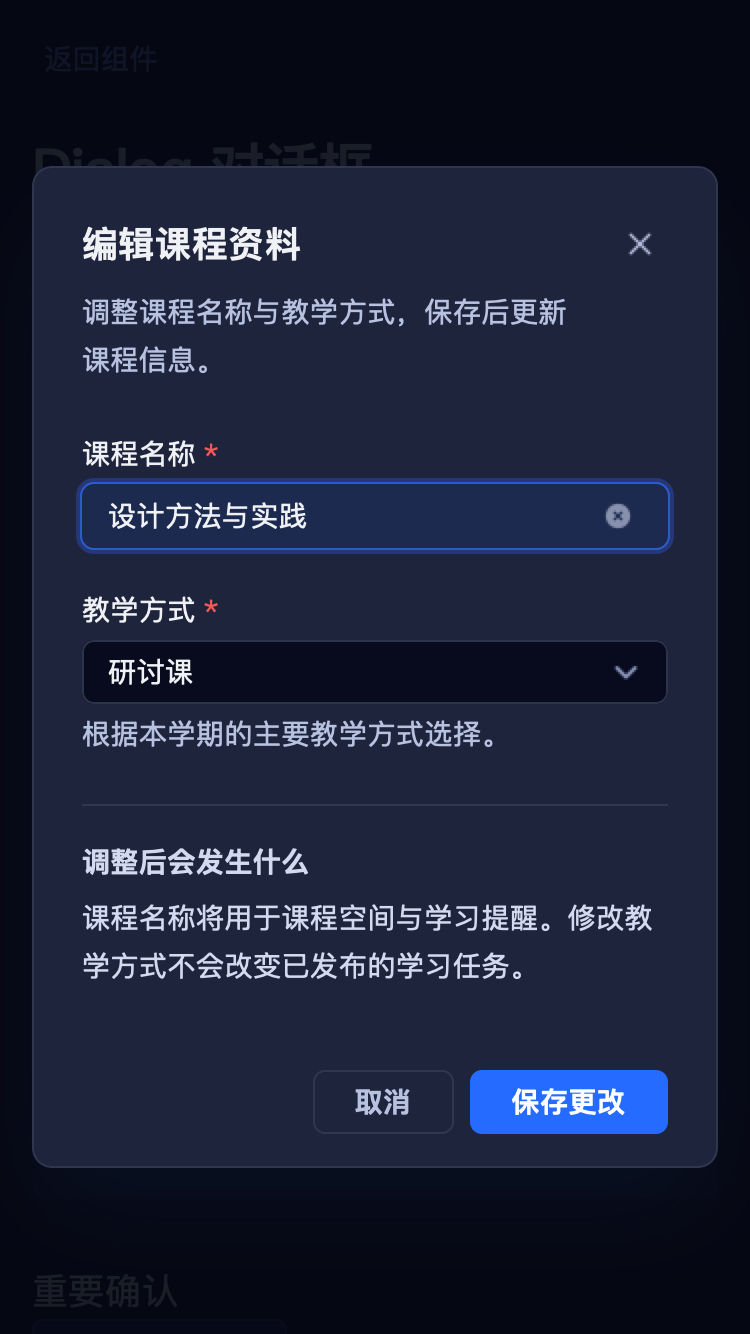 返回组件
Dialog 对话框
编辑课程资料
调整课程名称与教学方式，保存后更新
课程信息。
课程名称 *
设计方法与实践
教学方式 *
研讨课
根据本学期的主要教学方式选择。
调整后会发生什么
课程名称将用于课程空间与学习提醒。修改教
学方式不会改变已发布的学习任务。
取消
保存更改
重要确认